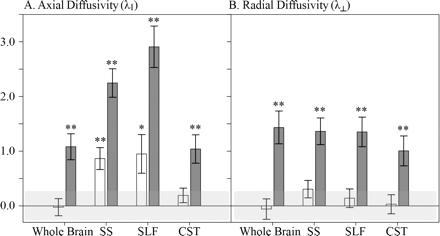 A. Axial Diffusivity (λ∥)
B. Radial Diffusivity (λ⊥)
3.0
2.0
1.0
0.0
** ** ** ** * **
** ** ** **
Whole Brain SS SLF CST
Whole Brain SS SLF CST